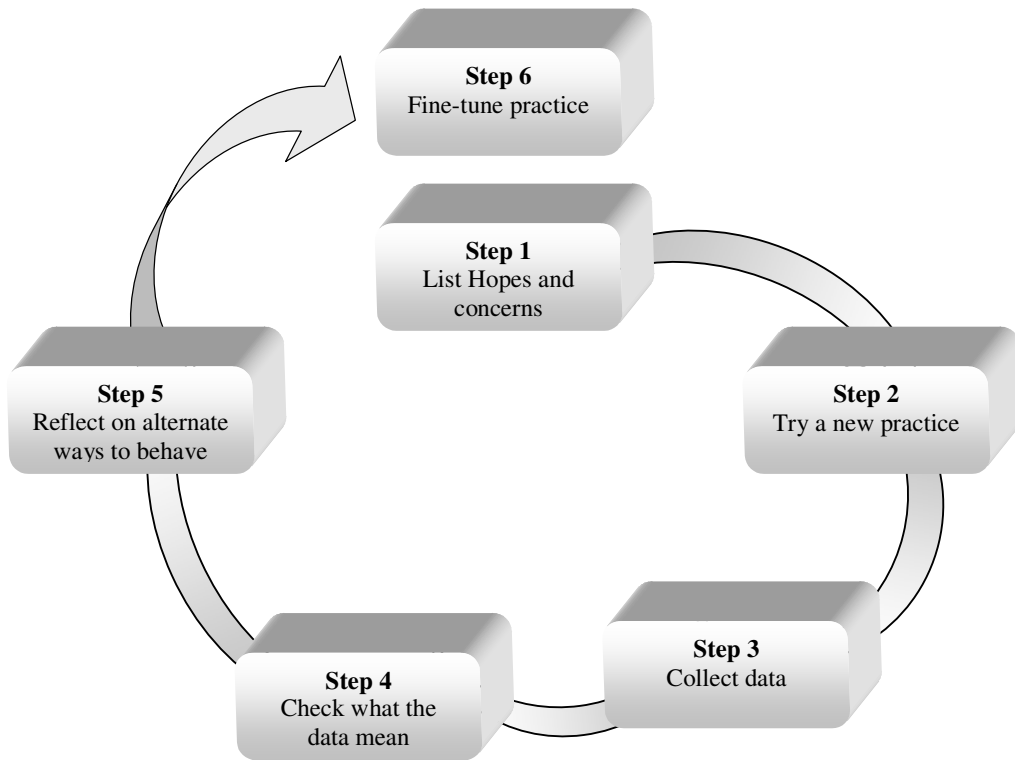 Step 6
Fine-tune practice
Step 1
List Hopes and
concerns
Step 2
Try a new practice
Step 3
Collect data
Step 4
Check what the
data mean
Step 5
Reflect on alternate
ways to behave